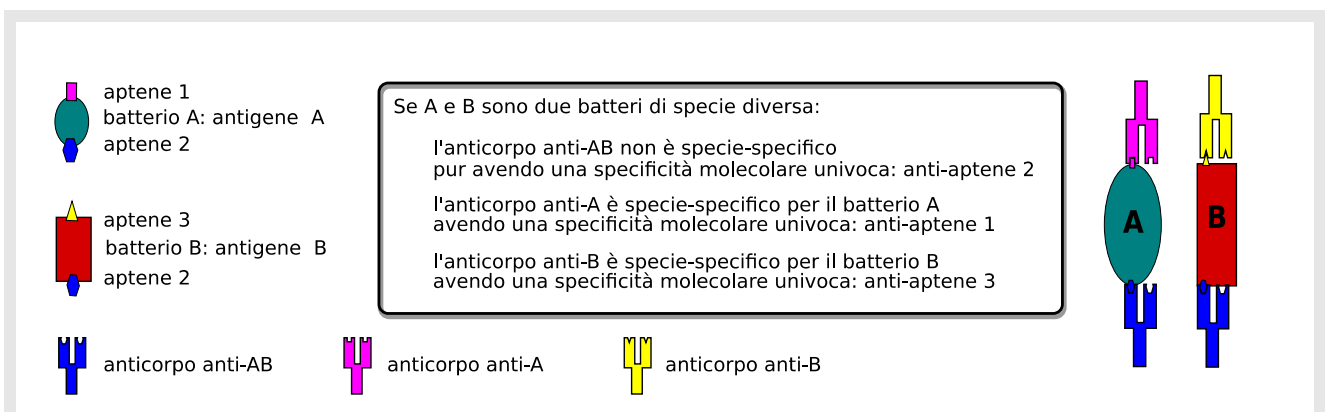 aptene 1
batterio A: antigene A
aptene 2
aptene 3
batterio B: antigene B
aptene 2
Se A e B sono due batteri di specie diversa:
l'anticorpo anti-AB non è specie-specifico
pur avendo una specificità molecolare univoca: anti-aptene 2
l'anticorpo anti-A è specie-specifico per il batterio A
avendo una specificità molecolare univoca: anti-aptene 1
l'anticorpo anti-B è specie-specifico per il batterio B
avendo una specificità molecolare univoca: anti-aptene 3
A
B
anticorpo anti-AB
anticorpo anti-A
anticorpo anti-B